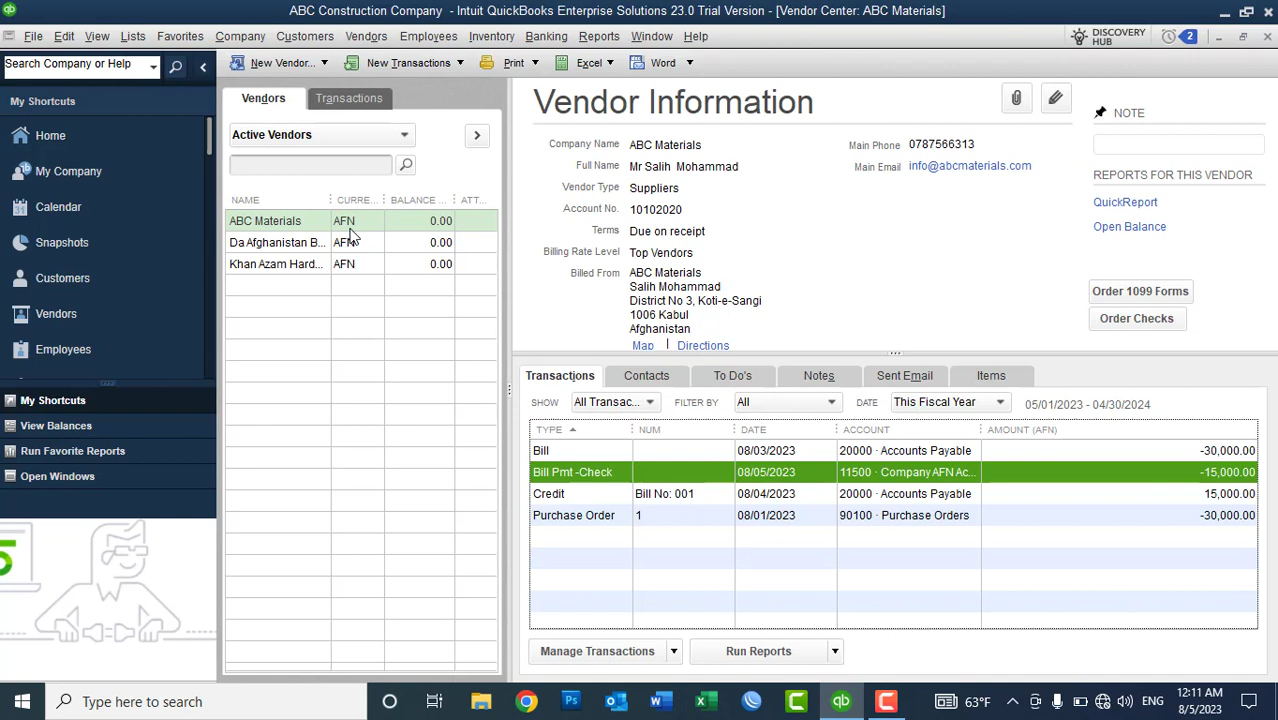 ABC Construction Company - Intuit QuickBooks Enterprise Solutions 23.0 Trial Version - [Vendor Center: ABC Materials]
File Edit View Lists Favorites Company Customers Vendors Employees Inventory Banking Reports Window Help
DISCOVERY HUB 2
Search Company or Help
New Vendor... New Transactions Print Excel Word
My Shortcuts
Home
My Company
Calendar
Snapshots
Customers
Vendors
Employees
My Shortcuts
View Balances
Run Favorite Reports
Open Windows
5
Vendors Transactions
Active Vendors
NAME CURRE... BALANCE ... ATT...
ABC Materials AFN 0.00
Da Afghanistan B... AFN 0.00
Khan Azam Hard... AFN 0.00
Vendor Information
Company Name ABC Materials
Full Name Mr Salih Mohammad
Vendor Type Suppliers
Account No. 10102020
Terms Due on receipt
Billing Rate Level Top Vendors
Billed From ABC Materials
Salih Mohammad
District No 3, Koti-e-Sangi
1006 Kabul
Afghanistan
Map | Directions
Main Phone 0787566313
Main Email info@abcmaterials.com
NOTE
REPORTS FOR THIS VENDOR
QuickReport
Open Balance
Order 1099 Forms
Order Checks
Transactions Contacts To Do's Notes Sent Email Items
SHOW All Transac... FILTER BY All DATE This Fiscal Year 05/01/2023 - 04/30/2024
TYPE NUM DATE ACCOUNT AMOUNT (AFN)
Bill 08/03/2023 20000 · Accounts Payable -30,000.00
Bill Pmt -Check 08/05/2023 11500 · Company AFN Ac... -15,000.00
Credit Bill No: 001 08/04/2023 20000 · Accounts Payable 15,000.00
Purchase Order 1 08/01/2023 90100 · Purchase Orders -30,000.00
Manage Transactions Run Reports
Type here to search
63°F ENG 12:11 AM
8/5/2023